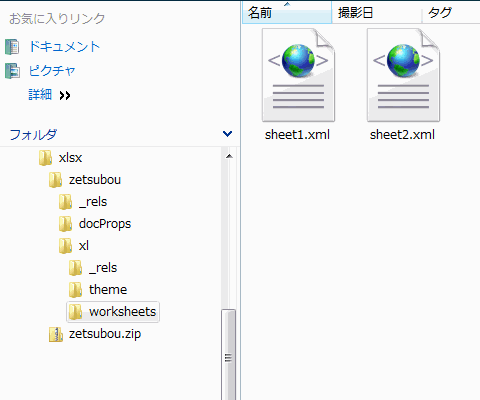 お気に入りリンク
ドキュメント
ピクチャ
詳細
フォルダ
xlsx
zetsubou
_rels
docProps
xl
_rels
theme
worksheets
zetsubou.zip
名前 撮影日 タグ
sheet1.xml sheet2.xml